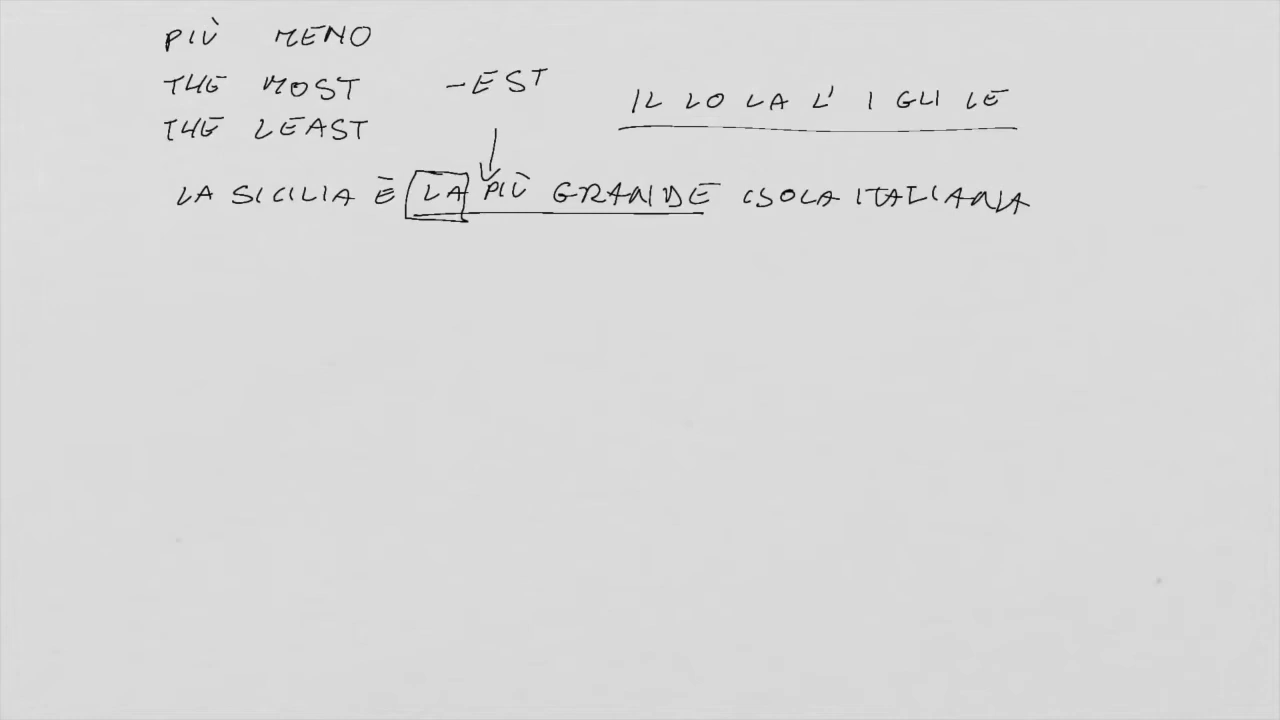 PIÙ MENO
THE MOST -EST
THE LEAST
IL LO LA L' I GLI LE
LA SICILIA È LA PIÙ GRANDE ISOLA ITALIANA